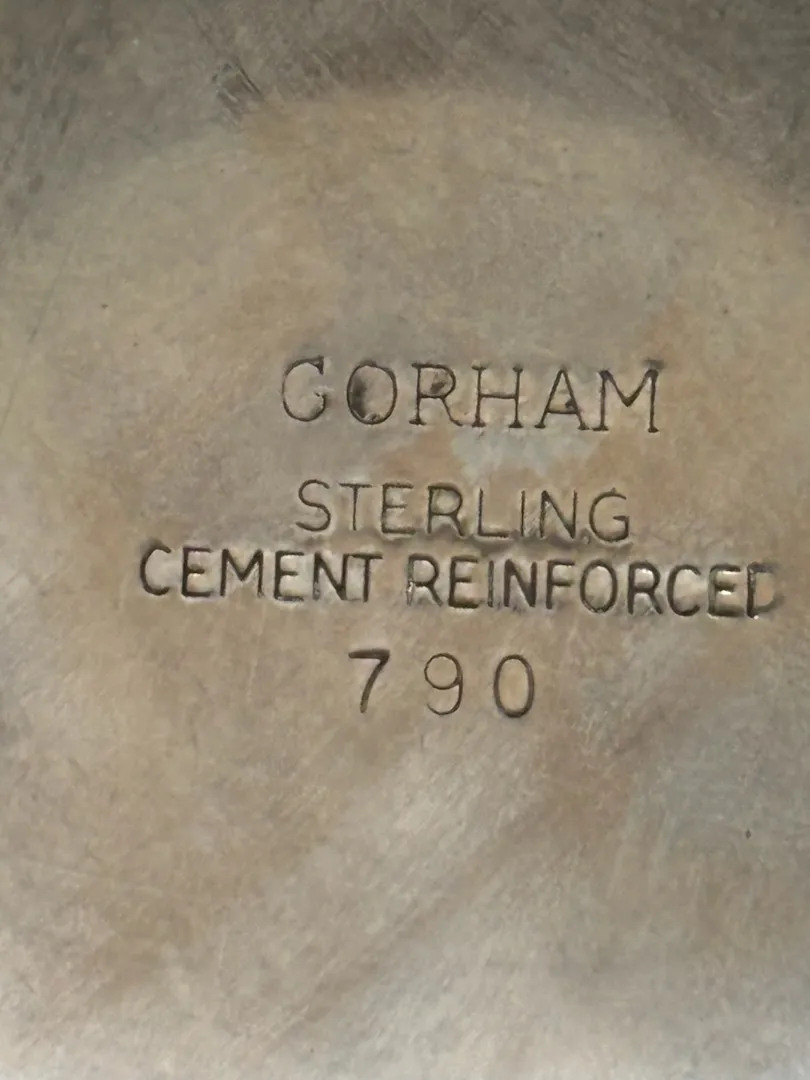 GORHAM
STERLING
CEMENT REINFORCED
790